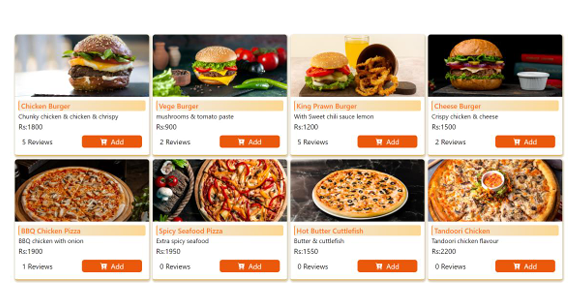 Chicken Burger
Chunky chicken & chicken & chrispy
Rs:1800
5 Reviews
Add
Vege Burger
mushrooms & tomato paste
Rs:900
2 Reviews
Add
King Prawn Burger
With Sweet chili sauce lemon
Rs:1200
5 Reviews
Add
Cheese Burger
Crispy chicken & cheese
Rs:1500
2 Reviews
Add
BBQ Chicken Pizza
BBQ chicken with onion
Rs:1900
1 Reviews
Add
Spicy Seafood Pizza
Extra spicy seafood
Rs:1950
0 Reviews
Add
Hot Butter Cuttlefish
Butter & cuttlefish
Rs:1550
0 Reviews
Add
Tandoori Chicken
Tandoori chicken flavour
Rs:2200
0 Reviews
Add